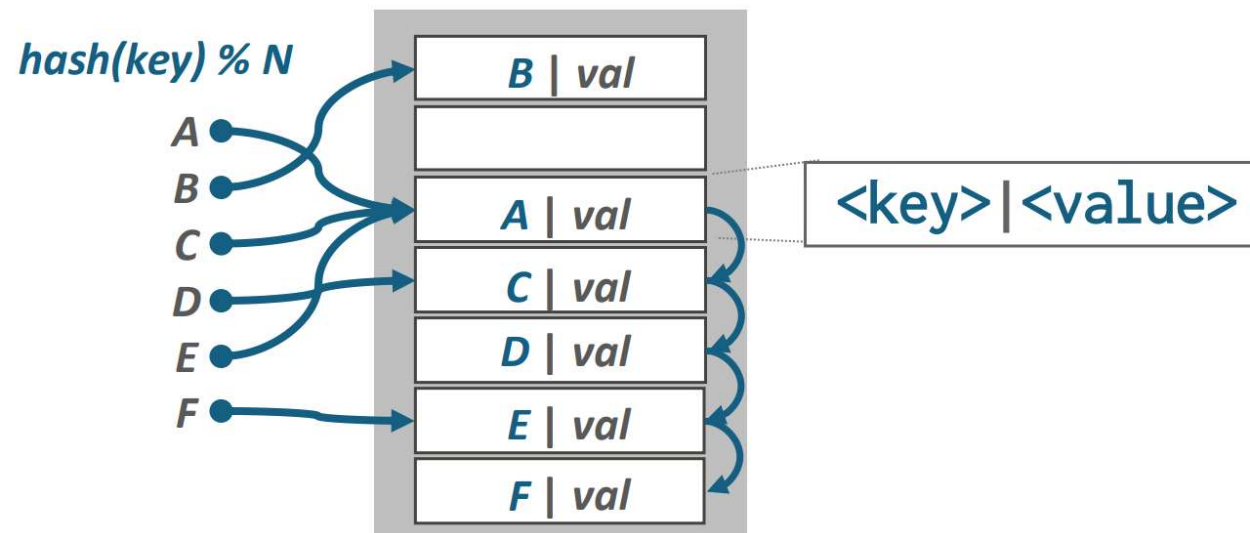 hash(key) % N
A
B
C
D
E
F
B | val
A | val
C | val
D | val
E | val
F | val
<key>|<value>